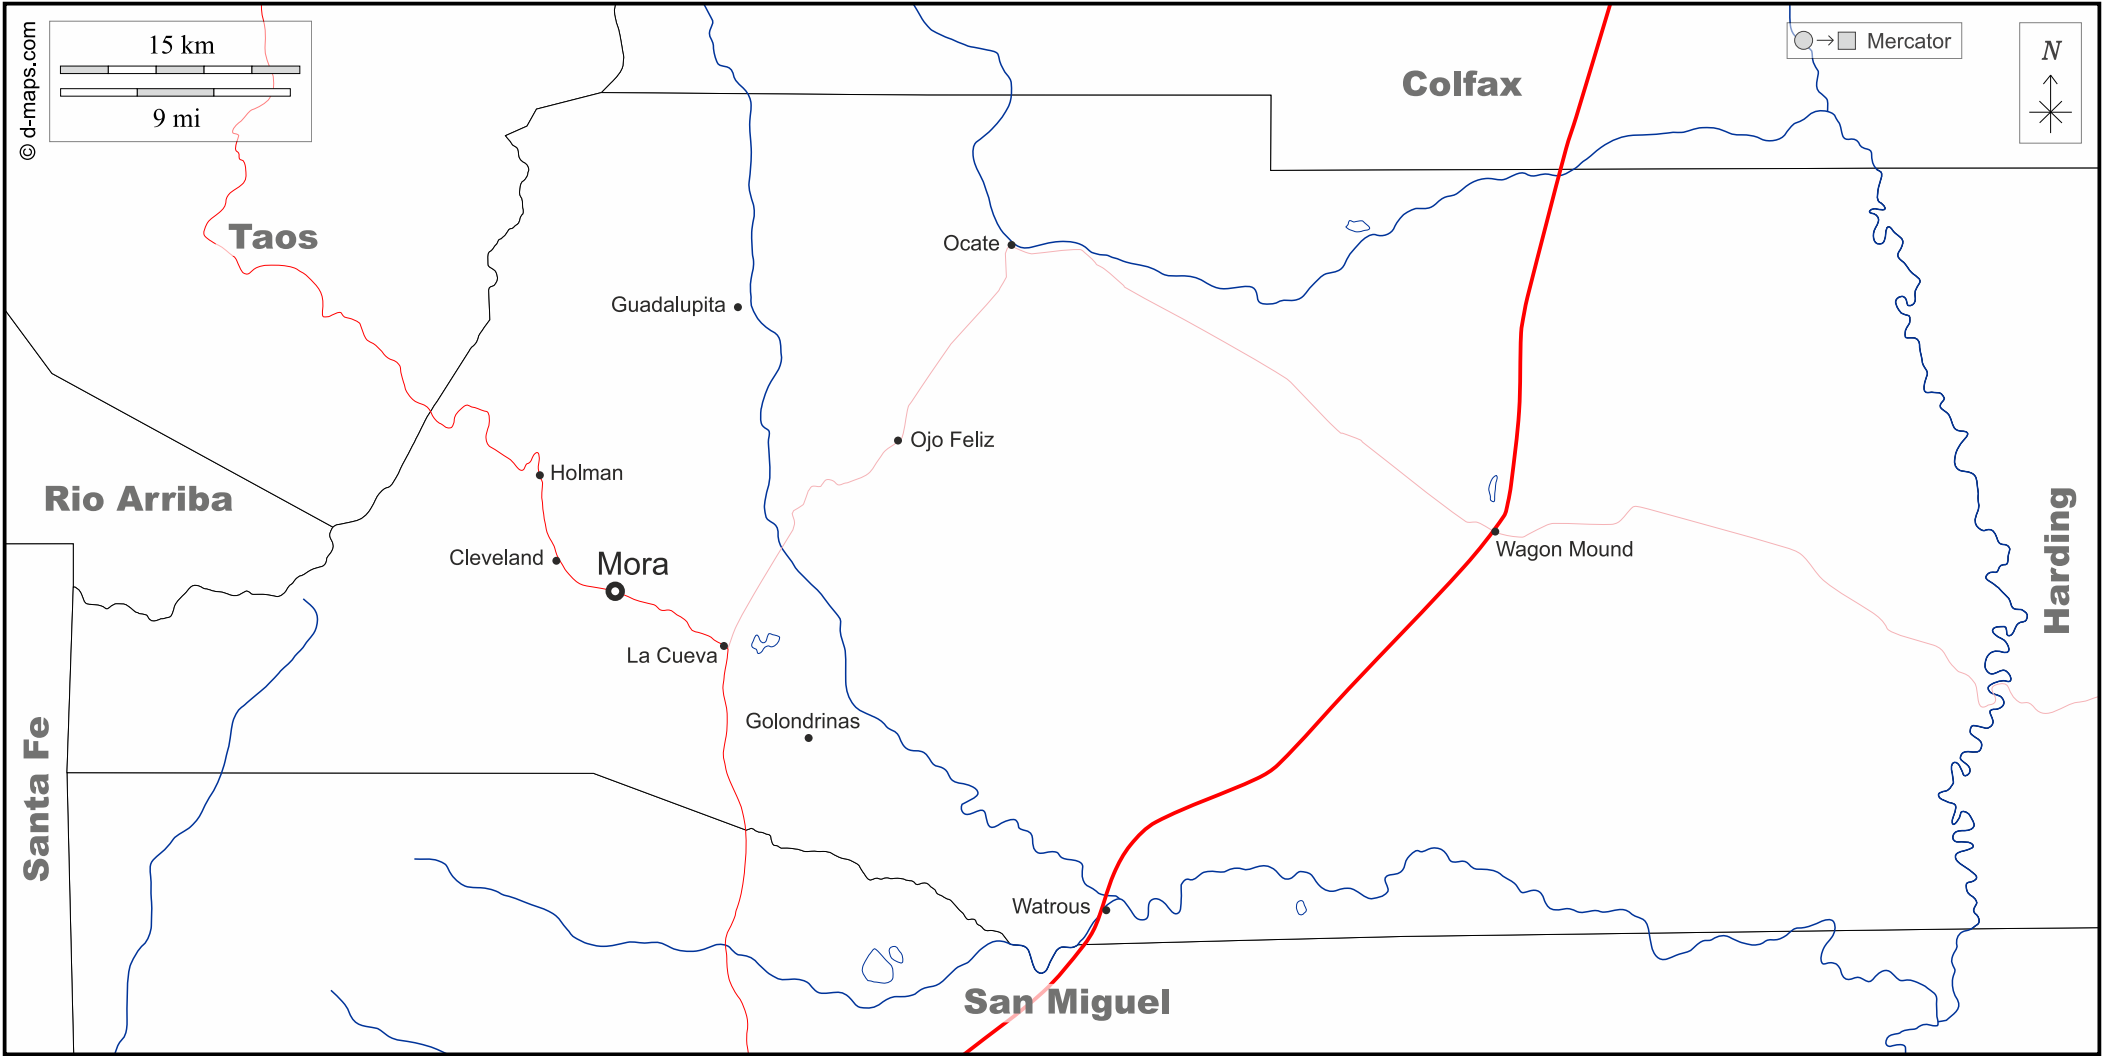 © d-maps.com
15 km
9 mi
Mercator
N
Colfax
Taos
Ocate
Guadalupita
Ojo Feliz
Holman
Rio Arriba
Cleveland
Mora
Wagon Mound
Harding
La Cueva
Golondrinas
Santa Fe
Watrous
San Miguel